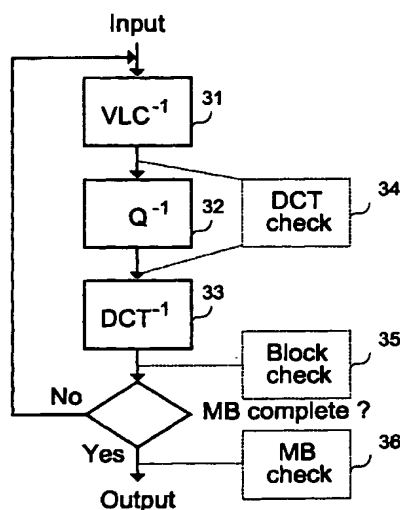 Input
31
VLC⁻¹
34
DCT
check
Q⁻¹
32
33
DCT⁻¹
35
Block
check
No
MB complete ?
36
Yes
MB
check
Output